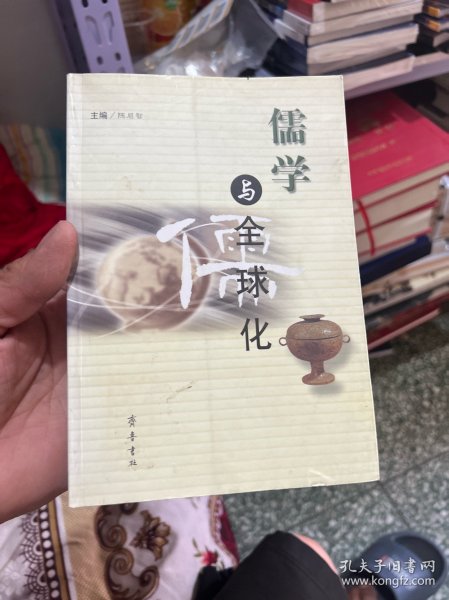 主编／陈启智
儒学
与
全球化
儒
齐鲁书社
孔夫子旧书网
www.kongfz.com